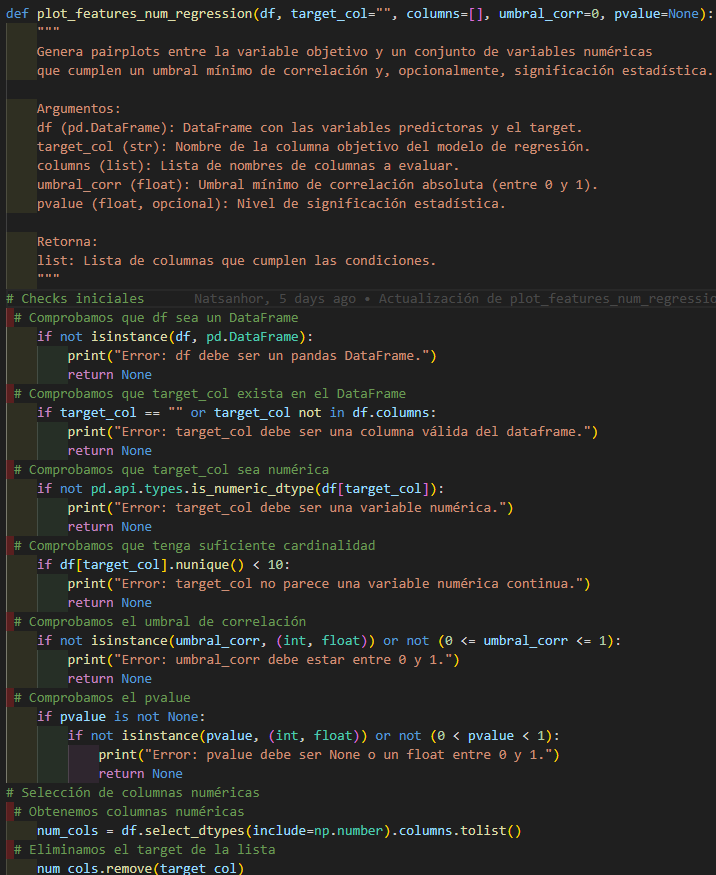 def plot_features_num_regression(df, target_col="", columns=[], umbral_corr=0, pvalue=None):
    """
    Genera pairplots entre la variable objetivo y un conjunto de variables numéricas
    que cumplen un umbral mínimo de correlación y, opcionalmente, significación estadística.

    Argumentos:
    df (pd.DataFrame): DataFrame con las variables predictoras y el target.
    target_col (str): Nombre de la columna objetivo del modelo de regresión.
    columns (list): Lista de nombres de columnas a evaluar.
    umbral_corr (float): Umbral mínimo de correlación absoluta (entre 0 y 1).
    pvalue (float, opcional): Nivel de significación estadística.

    Retorna:
    list: Lista de columnas que cumplen las condiciones.
    """
# Checks iniciales Natsanhor, 5 days ago • Actualización de plot_features_num_regressio
 # Comprobamos que df sea un DataFrame
    if not isinstance(df, pd.DataFrame):
        print("Error: df debe ser un pandas DataFrame.")
        return None
 # Comprobamos que target_col exista en el DataFrame
    if target_col == "" or target_col not in df.columns:
        print("Error: target_col debe ser una columna válida del dataframe.")
        return None
 # Comprobamos que target_col sea numérica
    if not pd.api.types.is_numeric_dtype(df[target_col]):
        print("Error: target_col debe ser una variable numérica.")
        return None
 # Comprobamos que tenga suficiente cardinalidad
    if df[target_col].nunique() < 10:
        print("Error: target_col no parece una variable numérica continua.")
        return None
 # Comprobamos el umbral de correlación
    if not isinstance(umbral_corr, (int, float)) or not (0 <= umbral_corr <= 1):
        print("Error: umbral_corr debe estar entre 0 y 1.")
        return None
 # Comprobamos el pvalue
    if pvalue is not None:
        if not isinstance(pvalue, (int, float)) or not (0 < pvalue < 1):
            print("Error: pvalue debe ser None o un float entre 0 y 1.")
            return None
# Selección de columnas numéricas
 # Obtenemos columnas numéricas
    num_cols = df.select_dtypes(include=np.number).columns.tolist()
 # Eliminamos el target de la lista
    num_cols.remove(target_col)